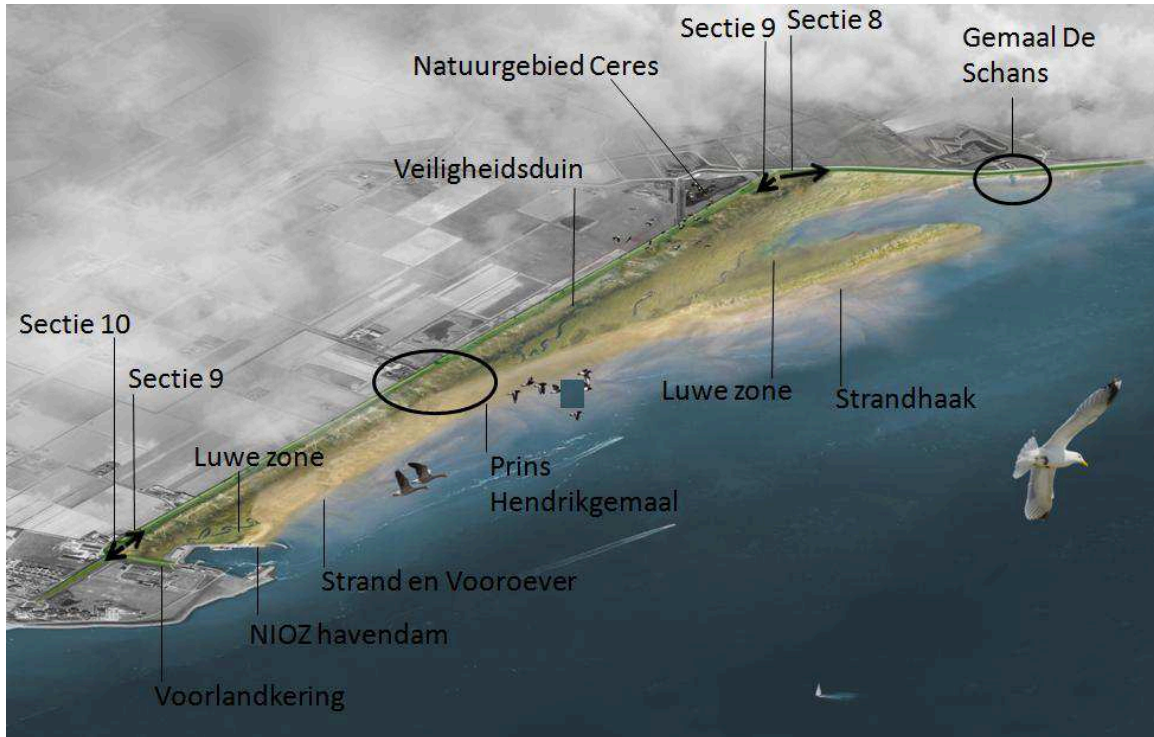 Sectie 9
Sectie 8
Gemaal De
Schans
Natuurgebied Ceres
Veiligheidsduin
Sectie 10
Sectie 9
Luwe zone
Strandhaak
Luwe zone
Prins
Hendrikgemaal
Strand en Vooroever
NIOZ havendam
Voorlandkering